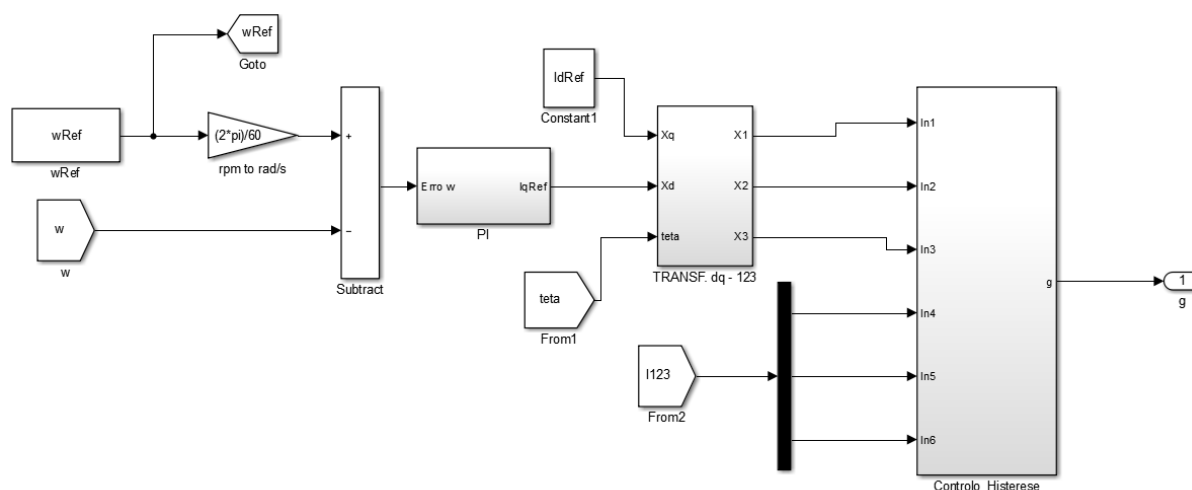 wRef
Goto
wRef
wRef
(2*pi)/60
rpm to rad/s
w
w
+
−
Subtract
Erro w
IqRef
PI
IdRef
Constant1
Xq
X1
Xd
X2
teta
X3
TRANSF. dq - 123
teta
From1
I123
From2
In1
In2
In3
In4
In5
In6
g
Controlo_Histerese
1
g